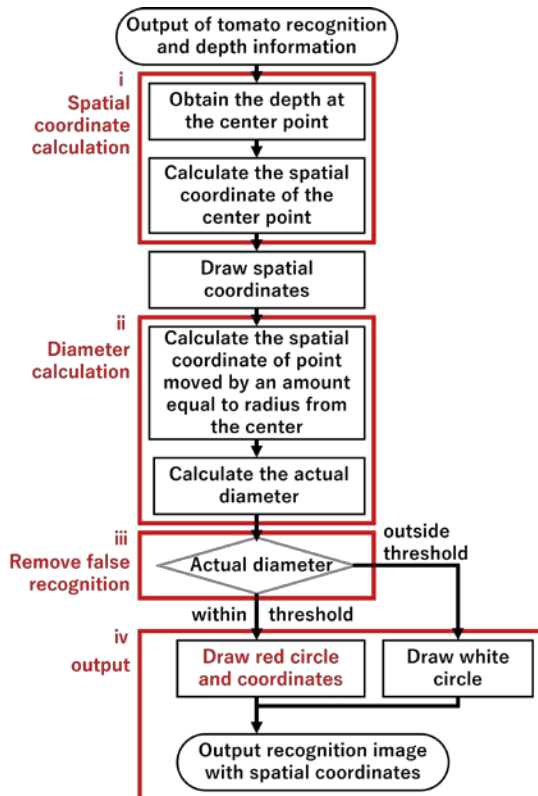 Output of tomato recognition
and depth information
i
Spatial
coordinate
calculation
Obtain the depth at
the center point
Calculate the spatial
coordinate of the
center point
Draw spatial
coordinates
ii
Diameter
calculation
Calculate the spatial
coordinate of point
moved by an amount
equal to radius from
the center
Calculate the actual
diameter
iii
Remove false
recognition
Actual diameter
outside
threshold
within threshold
iv
output
Draw red circle
and coordinates
Draw white
circle
Output recognition image
with spatial coordinates